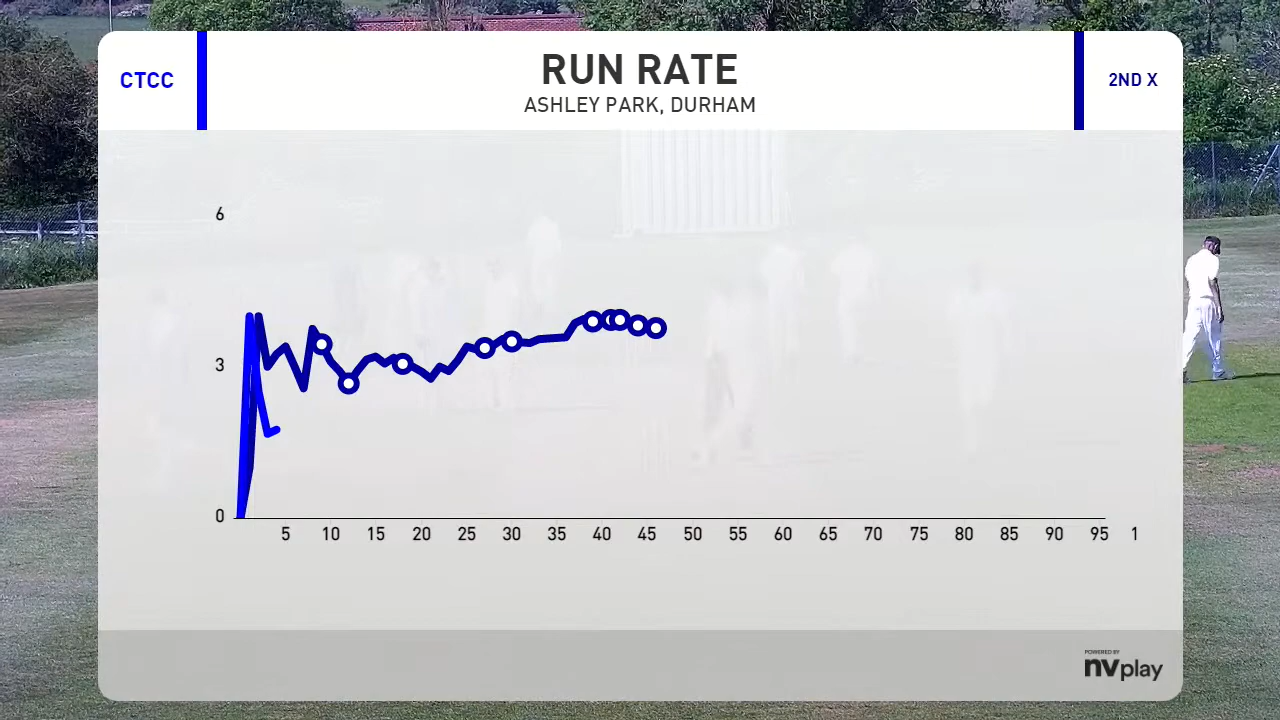 CTCC
RUN RATE
2ND X
ASHLEY PARK, DURHAM
6
3
0
5 10 15 20 25 30 35 40 45 50 55 60 65 70 75 80 85 90 95 1
POWERED BY
nvplay